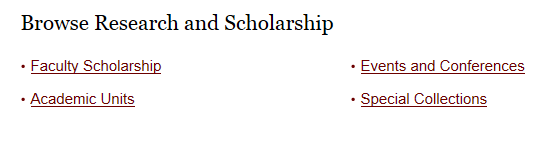 Browse Research and Scholarship
• Faculty Scholarship
• Events and Conferences
• Academic Units
• Special Collections